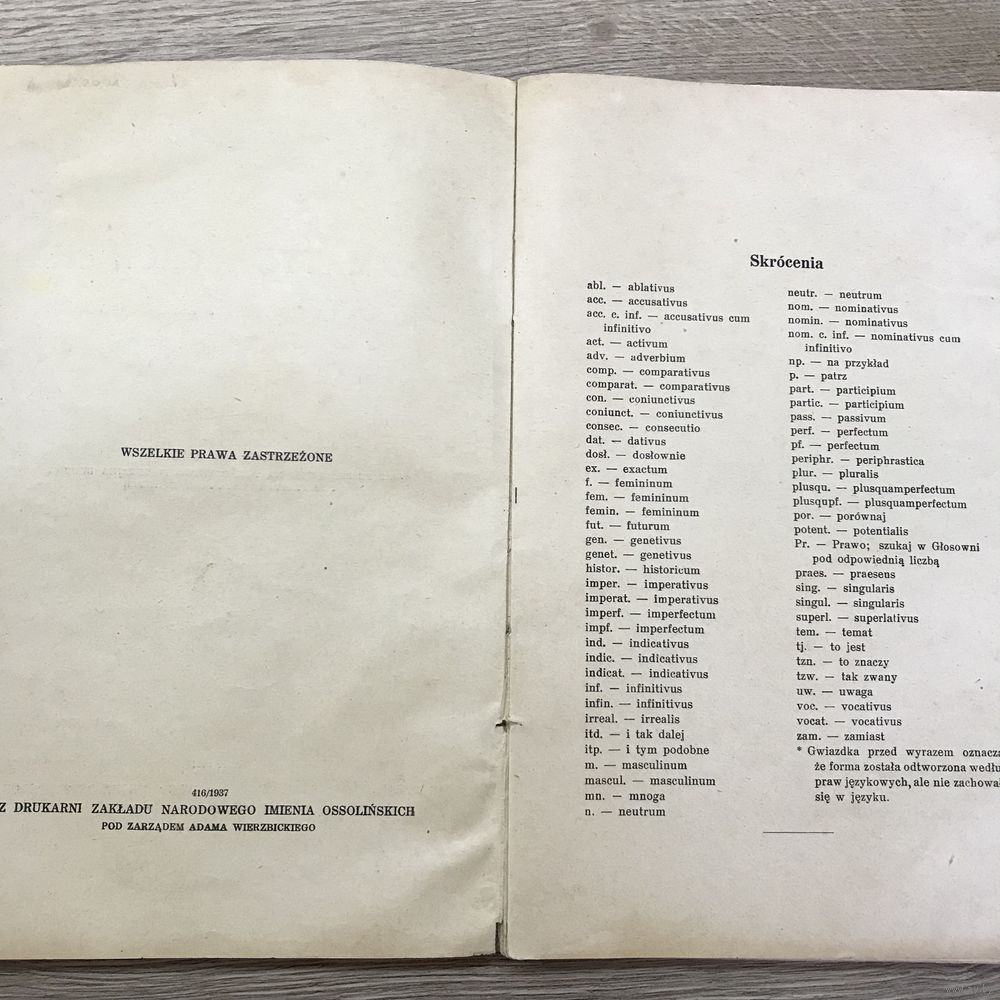 WSZELKIE PRAWA ZASTRZEŻONE
416/1937
Z DRUKARNI ZAKŁADU NARODOWEGO IMIENIA OSSOLIŃSKICH
POD ZARZĄDEM ADAMA WIERZBICKIEGO
Skrócenia
abl. — ablativus
acc. — accusativus
acc. c. inf. — accusativus cum
infinitivo
act. — activum
adv. — adverbium
comp. — comparativus
comparat. — comparativus
con. — coniunctivus
coniunct. — coniunctivus
consec. — consecutio
dat. — dativus
dosł. — dosłownie
ex. — exactum
f. — femininum
fem. — femininum
femin. — femininum
fut. — futurum
gen. — genetivus
genet. — genetivus
histor. — historicum
imper. — imperativus
imperat. — imperativus
imperf. — imperfectum
impf. — imperfectum
ind. — indicativus
indic. — indicativus
indicat. — indicativus
inf. — infinitivus
infin. — infinitivus
irreal. — irrealis
itd. — i tak dalej
itp. — i tym podobne
m. — masculinum
mascul. — masculinum
mn. — mnoga
n. — neutrum
neutr. — neutrum
nom. — nominativus
nomin. — nominativus
nom. c. inf. — nominativus cum
infinitivo
np. — na przykład
p. — patrz
part. — participium
partic. — participium
pass. — passivum
perf. — perfectum
pf. — perfectum
periphr. — periphrastica
plur. — pluralis
plusqu. — plusquamperfectum
plusqupf. — plusquamperfectum
por. — porównaj
potent. — potentialis
Pr. — Prawo; szukaj w Głosowni
pod odpowiednią liczbą
praes. — praesens
sing. — singularis
singul. — singularis
superl. — superlativus
tem. — temat
tj. — to jest
tzn. — to znaczy
tzw. — tak zwany
uw. — uwaga
voc. — vocativus
vocat. — vocativus
zam. — zamiast
* Gwiazdka przed wyrazem oznacza
że forma została odtworzona wedłu
praw językowych, ale nie zachowa
się w języku.